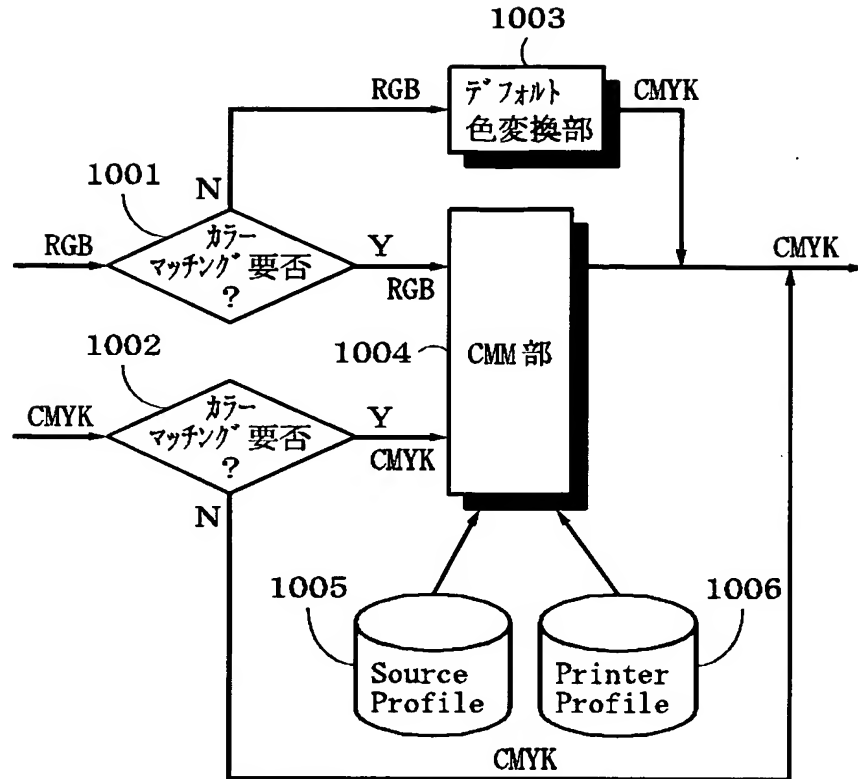 1003
RGB
デフォルト
色変換部
CMYK
1001
N
RGB
カラー
マッチング要否
?
Y
RGB
CMYK
1002
1004
CMM部
CMYK
カラー
マッチング要否
?
Y
CMYK
N
1005
1006
Source
Profile
Printer
Profile
CMYK